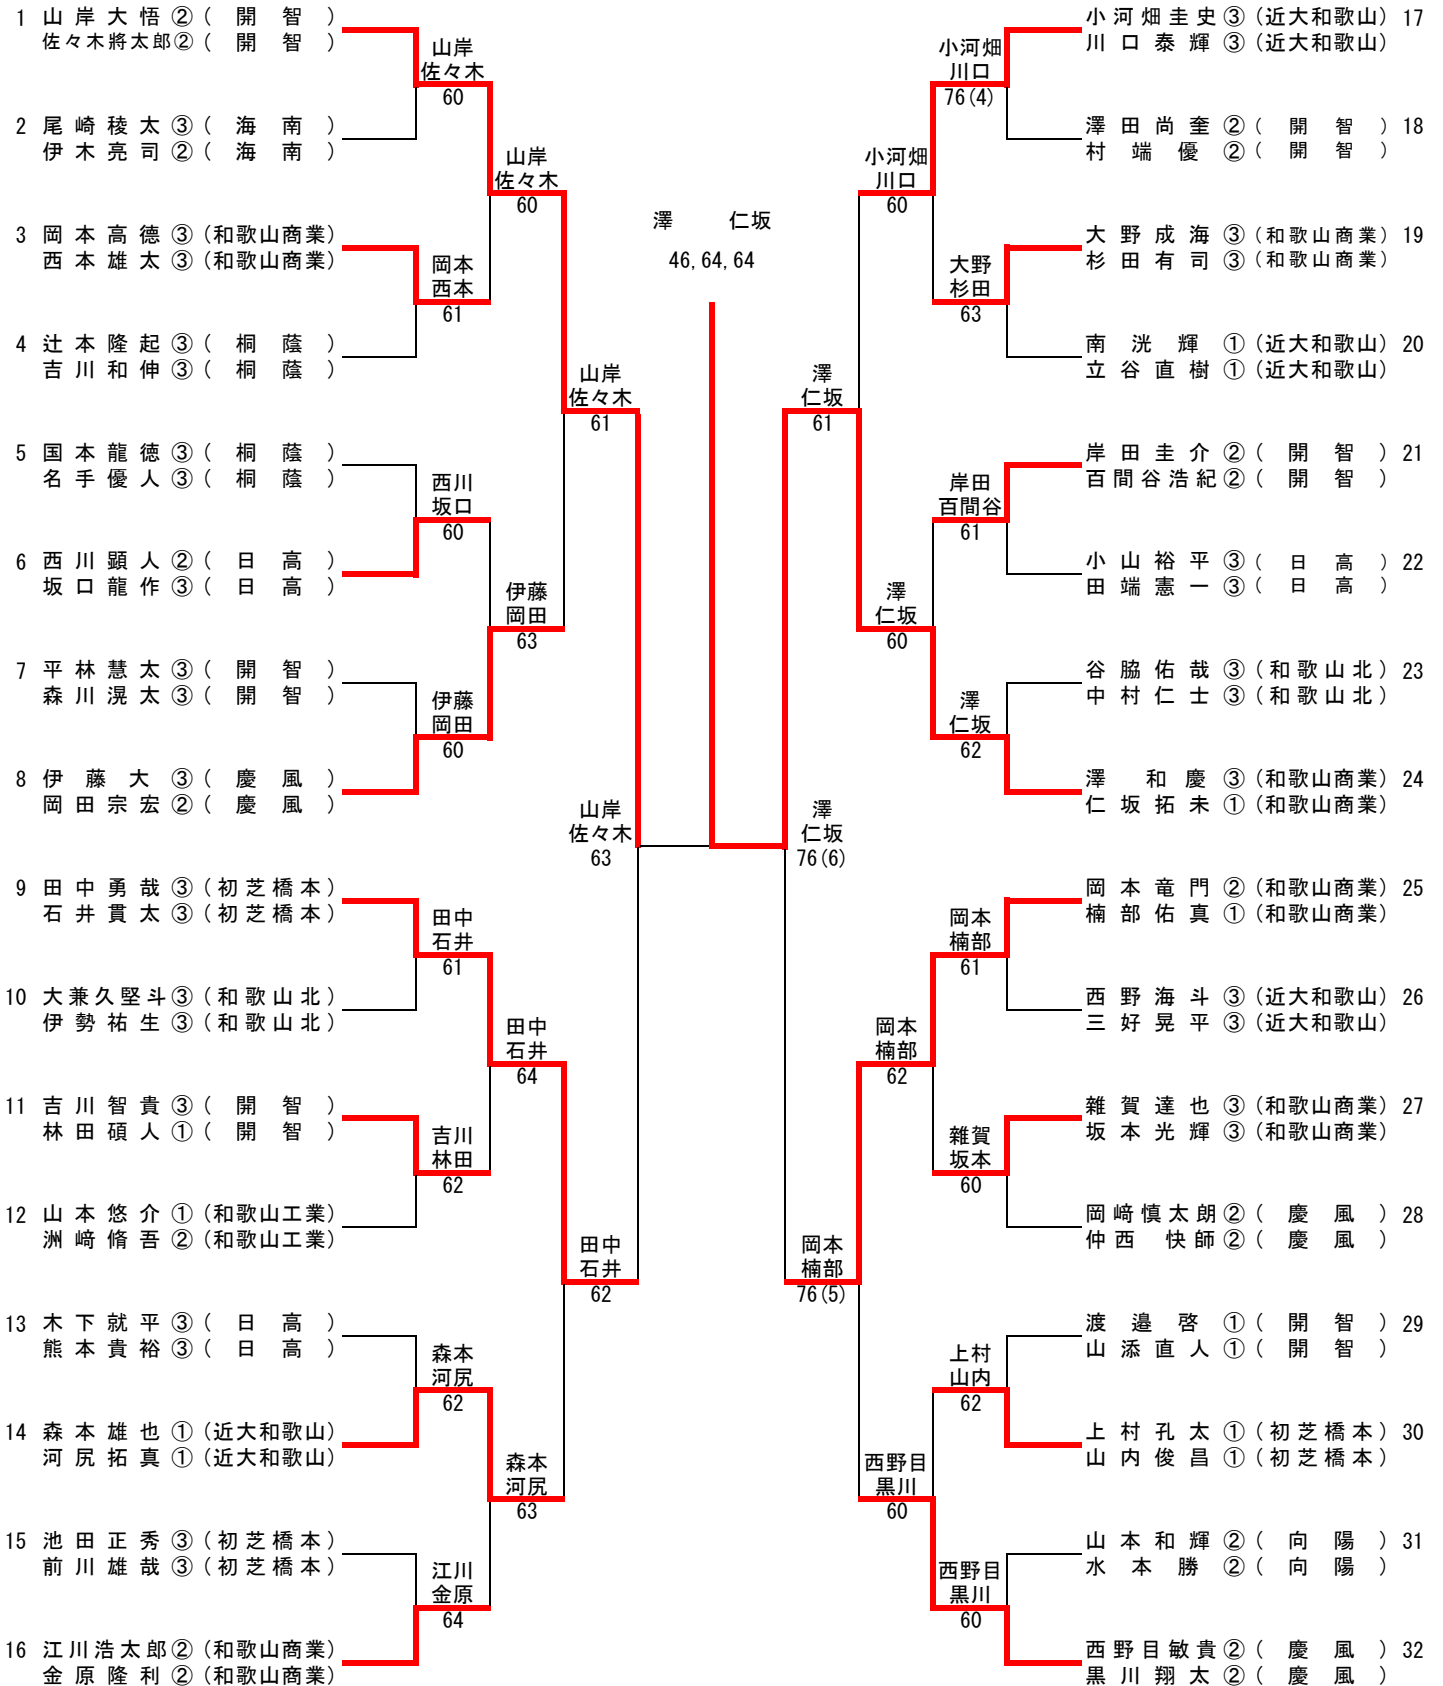 1 山岸大悟②(開智)
佐々木將太郎②(開智)
2 尾崎稜太③(海南)
伊木亮司②(海南)
3 岡本高徳③(和歌山商業)
西本雄太③(和歌山商業)
4 辻本隆起③(桐蔭)
吉川和伸③(桐蔭)
5 国本龍徳③(桐蔭)
名手優人③(桐蔭)
6 西川顕人②(日高)
坂口龍作③(日高)
7 平林慧太③(開智)
森川滉太③(開智)
8 伊藤大③(慶風)
岡田宗宏②(慶風)
9 田中勇哉③(初芝橋本)
石井貫太③(初芝橋本)
10 大兼久堅斗③(和歌山北)
伊勢祐生③(和歌山北)
11 吉川智貴③(開智)
林田碩人①(開智)
12 山本悠介①(和歌山工業)
洲﨑脩吾②(和歌山工業)
13 木下就平③(日高)
熊本貴裕③(日高)
14 森本雄也①(近大和歌山)
河尻拓真①(近大和歌山)
15 池田正秀③(初芝橋本)
前川雄哉③(初芝橋本)
16 江川浩太郎②(和歌山商業)
金原隆利②(和歌山商業)
山岸
佐々木
60
岡本
西本
61
西川
坂口
60
伊藤
岡田
60
田中
石井
61
吉川
林田
62
森本
河尻
62
江川
金原
64
山岸
佐々木
60
伊藤
岡田
63
田中
石井
64
森本
河尻
63
山岸
佐々木
61
田中
石井
62
山岸
佐々木
63
澤 仁坂
46,64,64
澤
仁坂
76(6)
澤
仁坂
61
岡本
楠部
76(5)
小河畑
川口
60
澤
仁坂
60
岡本
楠部
62
西野目
黒川
60
小河畑
川口
76(4)
大野
杉田
63
岸田
百間谷
61
澤
仁坂
62
岡本
楠部
61
雑賀
坂本
60
上村
山内
62
西野目
黒川
60
小河畑圭史③(近大和歌山) 17
川口泰輝③(近大和歌山)
澤田尚奎②(開智) 18
村端優②(開智)
大野成海③(和歌山商業) 19
杉田有司③(和歌山商業)
南洸輝①(近大和歌山) 20
立谷直樹①(近大和歌山)
岸田圭介②(開智) 21
百間谷浩紀②(開智)
小山裕平③(日高) 22
田端憲一③(日高)
谷脇佑哉③(和歌山北) 23
中村仁士③(和歌山北)
澤和慶③(和歌山商業) 24
仁坂拓未①(和歌山商業)
岡本竜門②(和歌山商業) 25
楠部佑真①(和歌山商業)
西野海斗③(近大和歌山) 26
三好晃平③(近大和歌山)
雑賀達也③(和歌山商業) 27
坂本光輝③(和歌山商業)
岡﨑慎太朗②(慶風) 28
仲西快師②(慶風)
渡邉啓①(開智) 29
山添直人①(開智)
上村孔太①(初芝橋本) 30
山内俊昌①(初芝橋本)
山本和輝②(向陽) 31
水本勝②(向陽)
西野目敏貴②(慶風) 32
黒川翔太②(慶風)